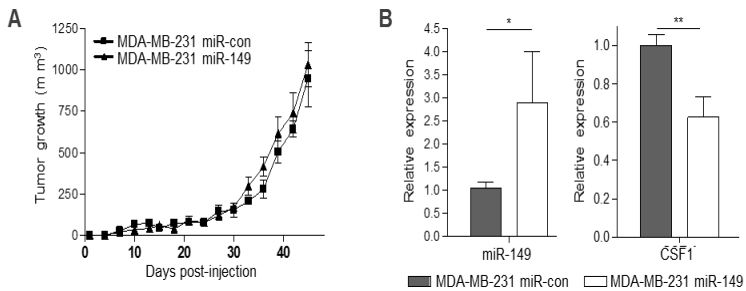 A
MDA-MB-231 miR-con
MDA-MB-231 miR-149
Tumor growth (m m³)
1250
1000
750
500
250
0
0 10 20 30 40
Days post-injection
B
*
Relative expression
4.5
4.0
3.5
3.0
2.5
2.0
1.5
1.0
0.5
0.0
miR-149
**
Relative expression
1.0
0.8
0.6
0.4
0.2
0.0
CSF1
MDA-MB-231 miR-con MDA-MB-231 miR-149